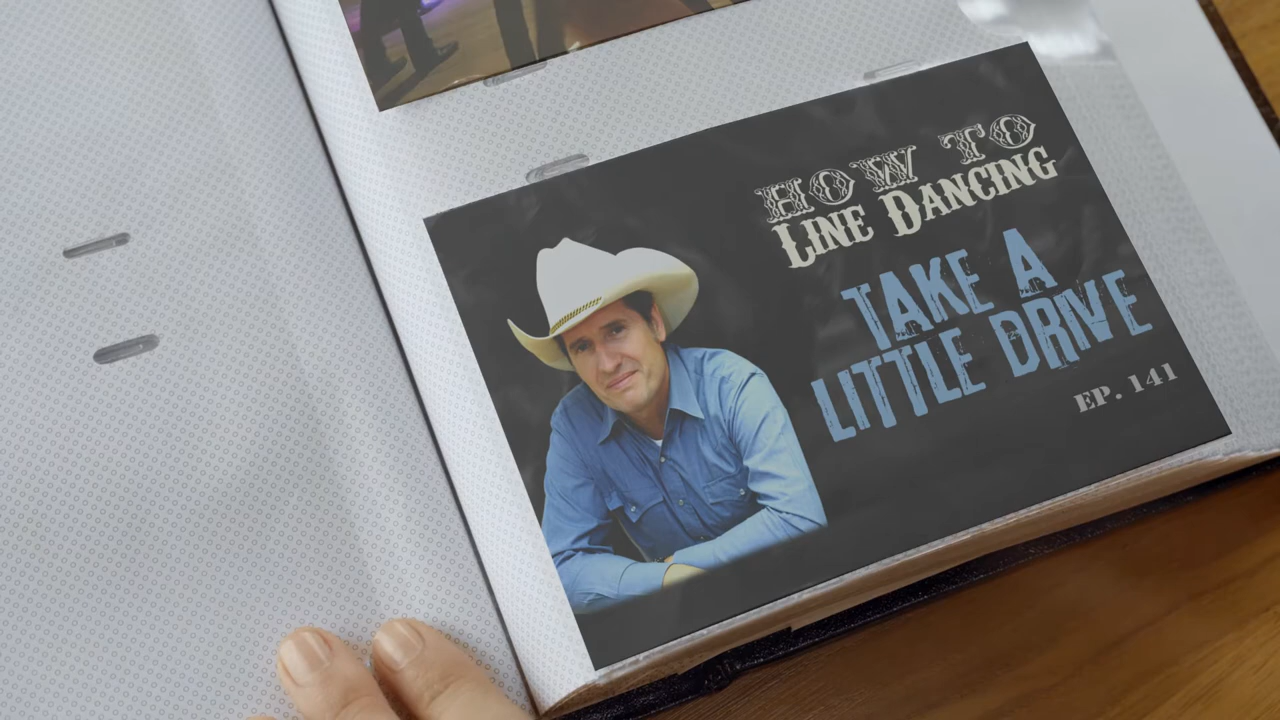 HOW TO
LINE DANCING
TAKE A
LITTLE DRIVE
EP. 141